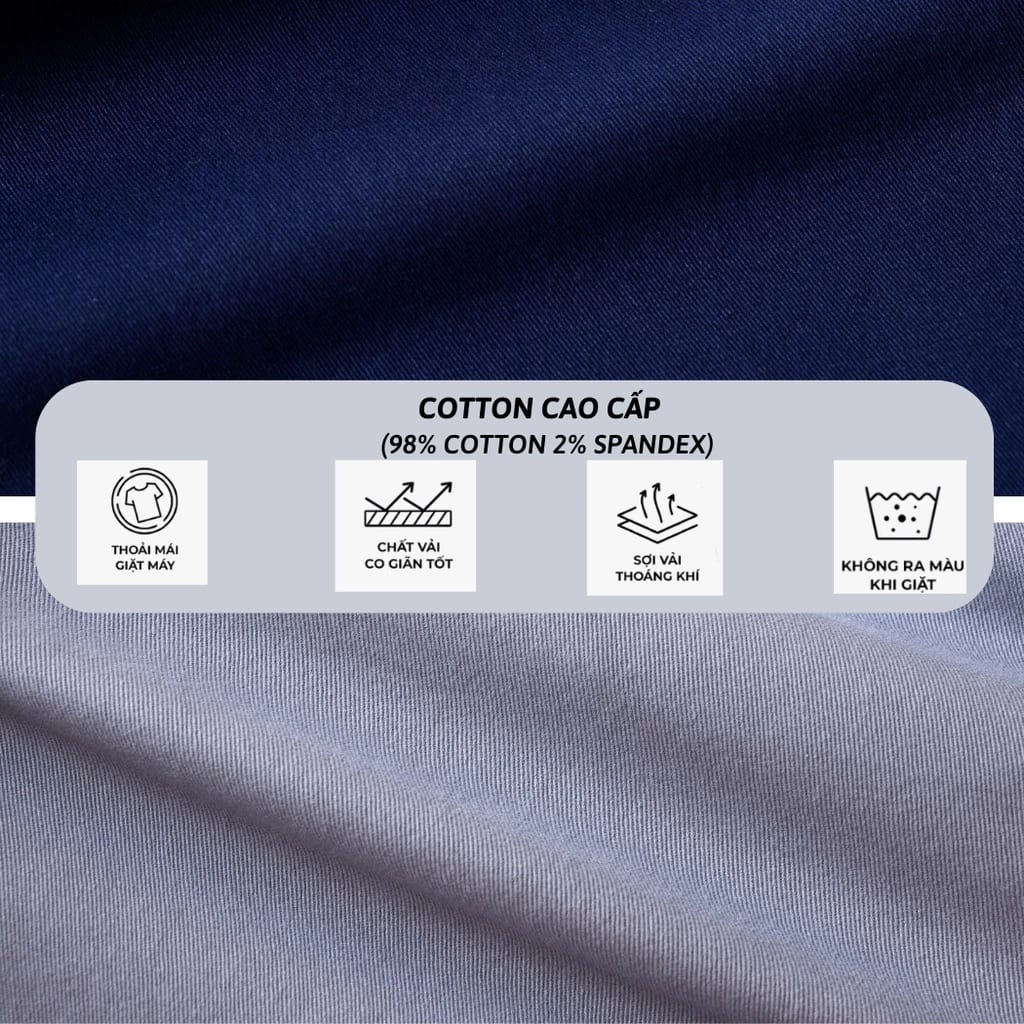 COTTON CAO CẤP
(98% COTTON 2% SPANDEX)
THOẢI MÁI
GIẶT MÁY
CHẤT VẢI
CO GIÃN TỐT
SỢI VẢI
THOÁNG KHÍ
KHÔNG RA MÀU
KHI GIẶT